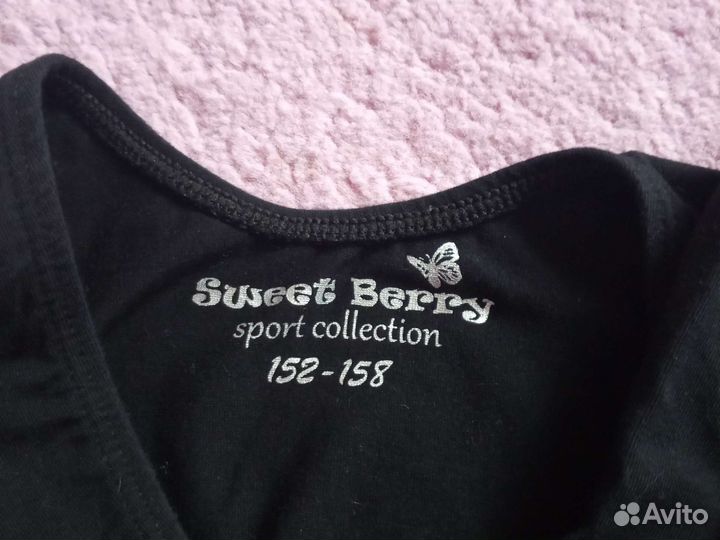 Sweet Berry
sport collection
152-158
Avito